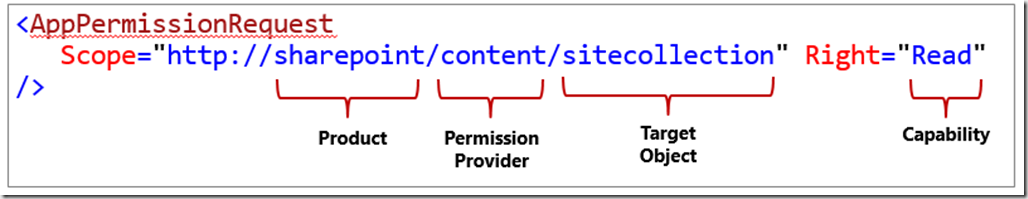 <AppPermissionRequest
Scope="http://sharepoint/content/sitecollection" Right="Read"
/>
Product Permission Provider Target Object Capability